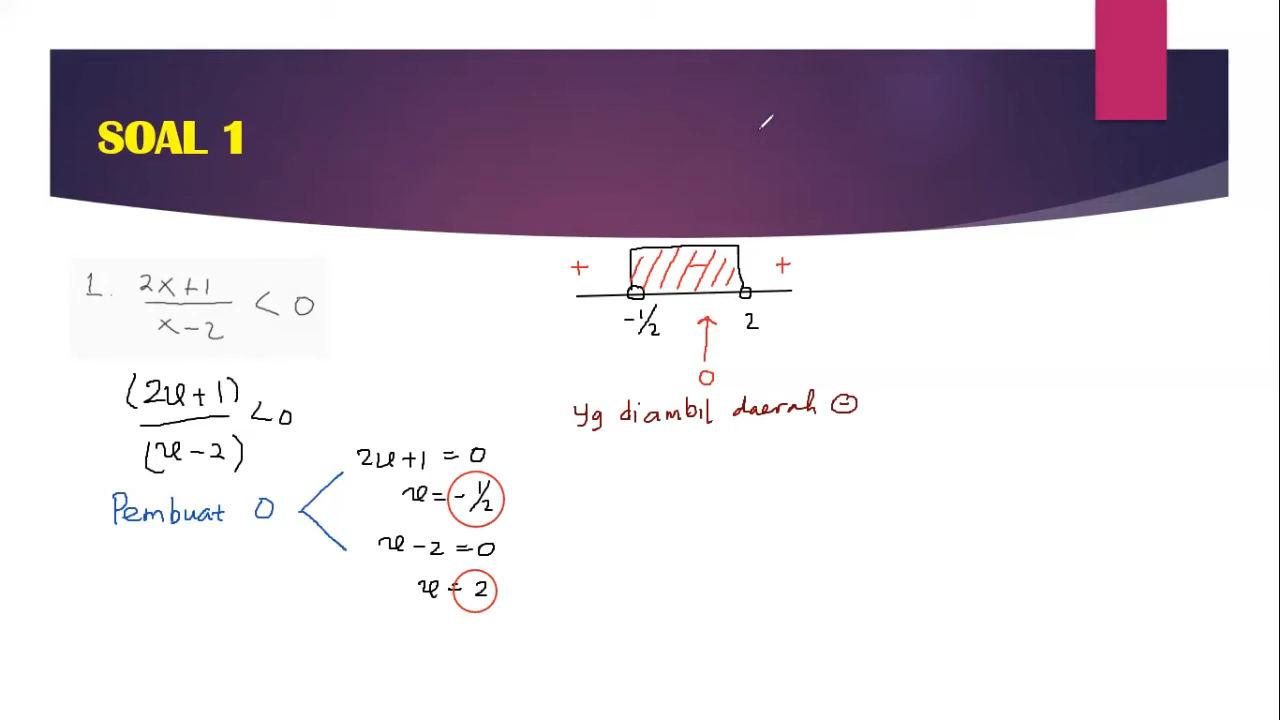 SOAL 1
1. 2x+1
x-2
< 0
(2x+1)
(x-2)
<0
Pembuat 0
2x+1 = 0
x = -1/2
x-2 = 0
x = 2
+ +
-1/2 2
0
yg diambil daerah ⊖